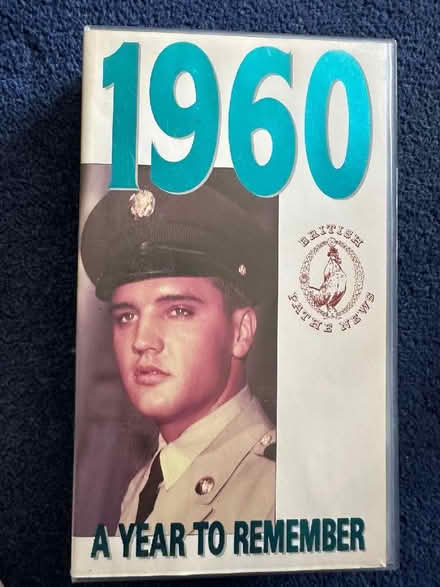 1960
BRITISH
PATHE NEWS
A YEAR TO REMEMBER